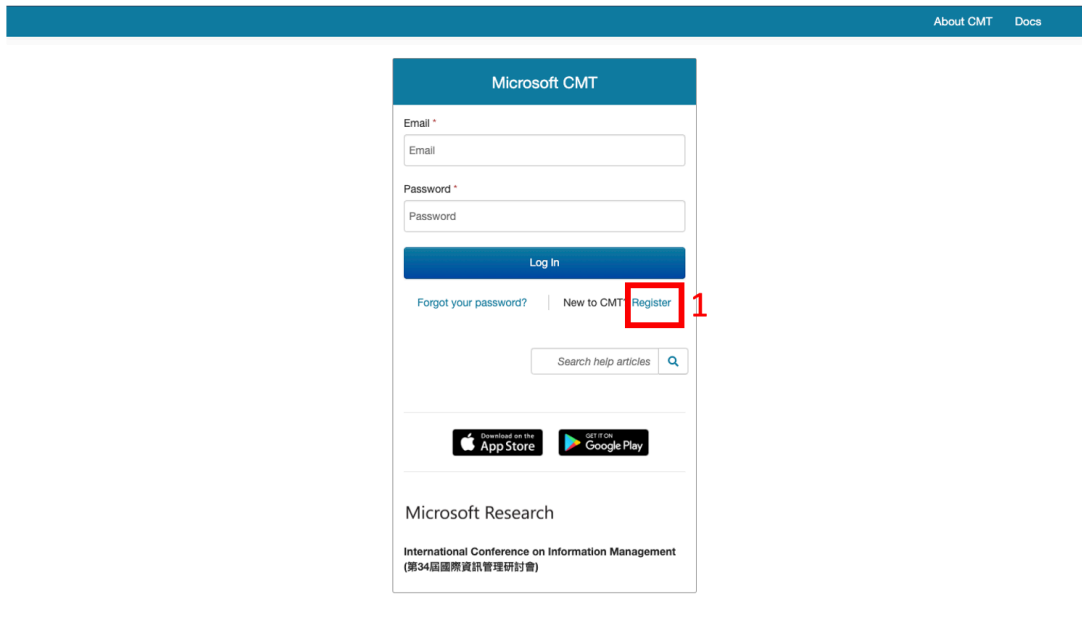 About CMT Docs
Microsoft CMT
Email *
Email
Password *
Password
Log In
Forgot your password? New to CMT? Register 1
Search help articles
Download on the
App Store
GET IT ON
Google Play
Microsoft Research
International Conference on Information Management
(第34屆國際資訊管理研討會)